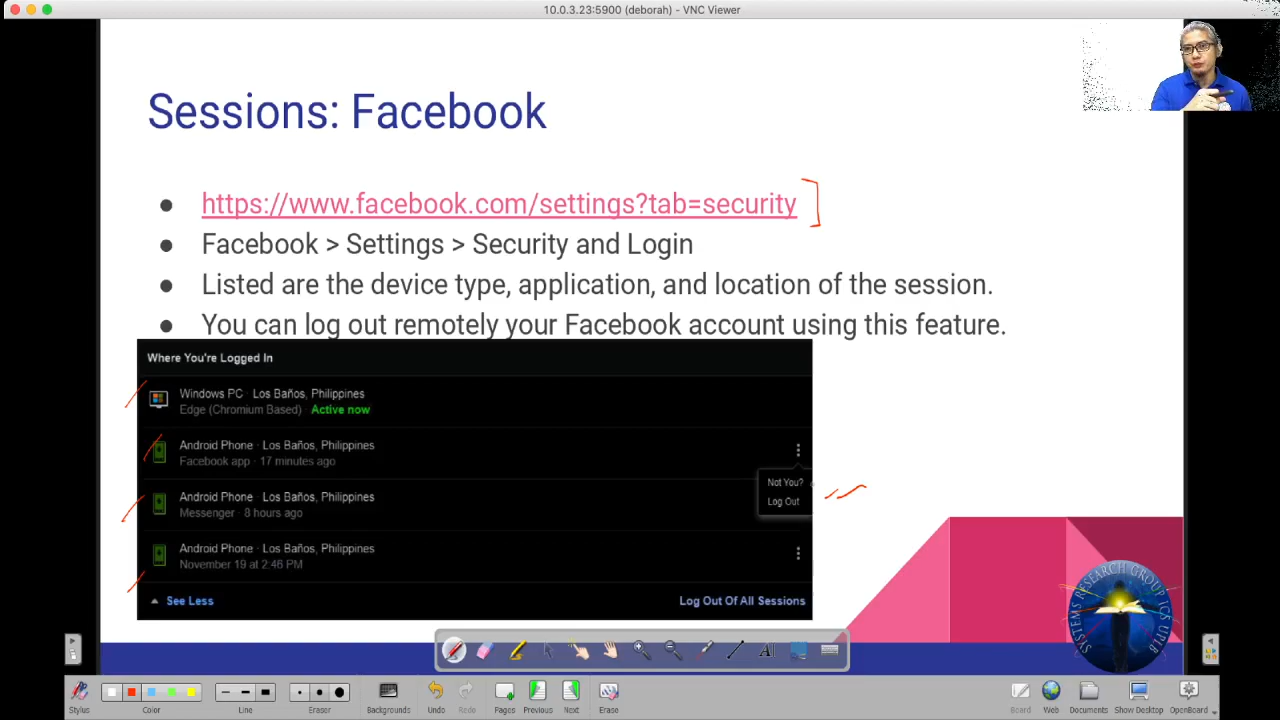 10.0.3.23:5900 (deborah) - VNC Viewer
Sessions: Facebook
● https://www.facebook.com/settings?tab=security
● Facebook > Settings > Security and Login
● Listed are the device type, application, and location of the session.
● You can log out remotely your Facebook account using this feature.
Where You're Logged In
Windows PC · Los Baños, Philippines
Edge (Chromium Based) · Active now
Android Phone · Los Baños, Philippines
Facebook app · 17 minutes ago
Not You?
Log Out
Android Phone · Los Baños, Philippines
Messenger · 8 hours ago
Android Phone · Los Baños, Philippines
November 19 at 2:46 PM
See Less
Log Out Of All Sessions
SYSTEMS RESEARCH GROUP ICS UPLB
Stylus
Color
Line
Eraser
Backgrounds
Undo
Redo
Pages
Previous
Next
Erase
Board
Web
Documents
Show Desktop
OpenBoard